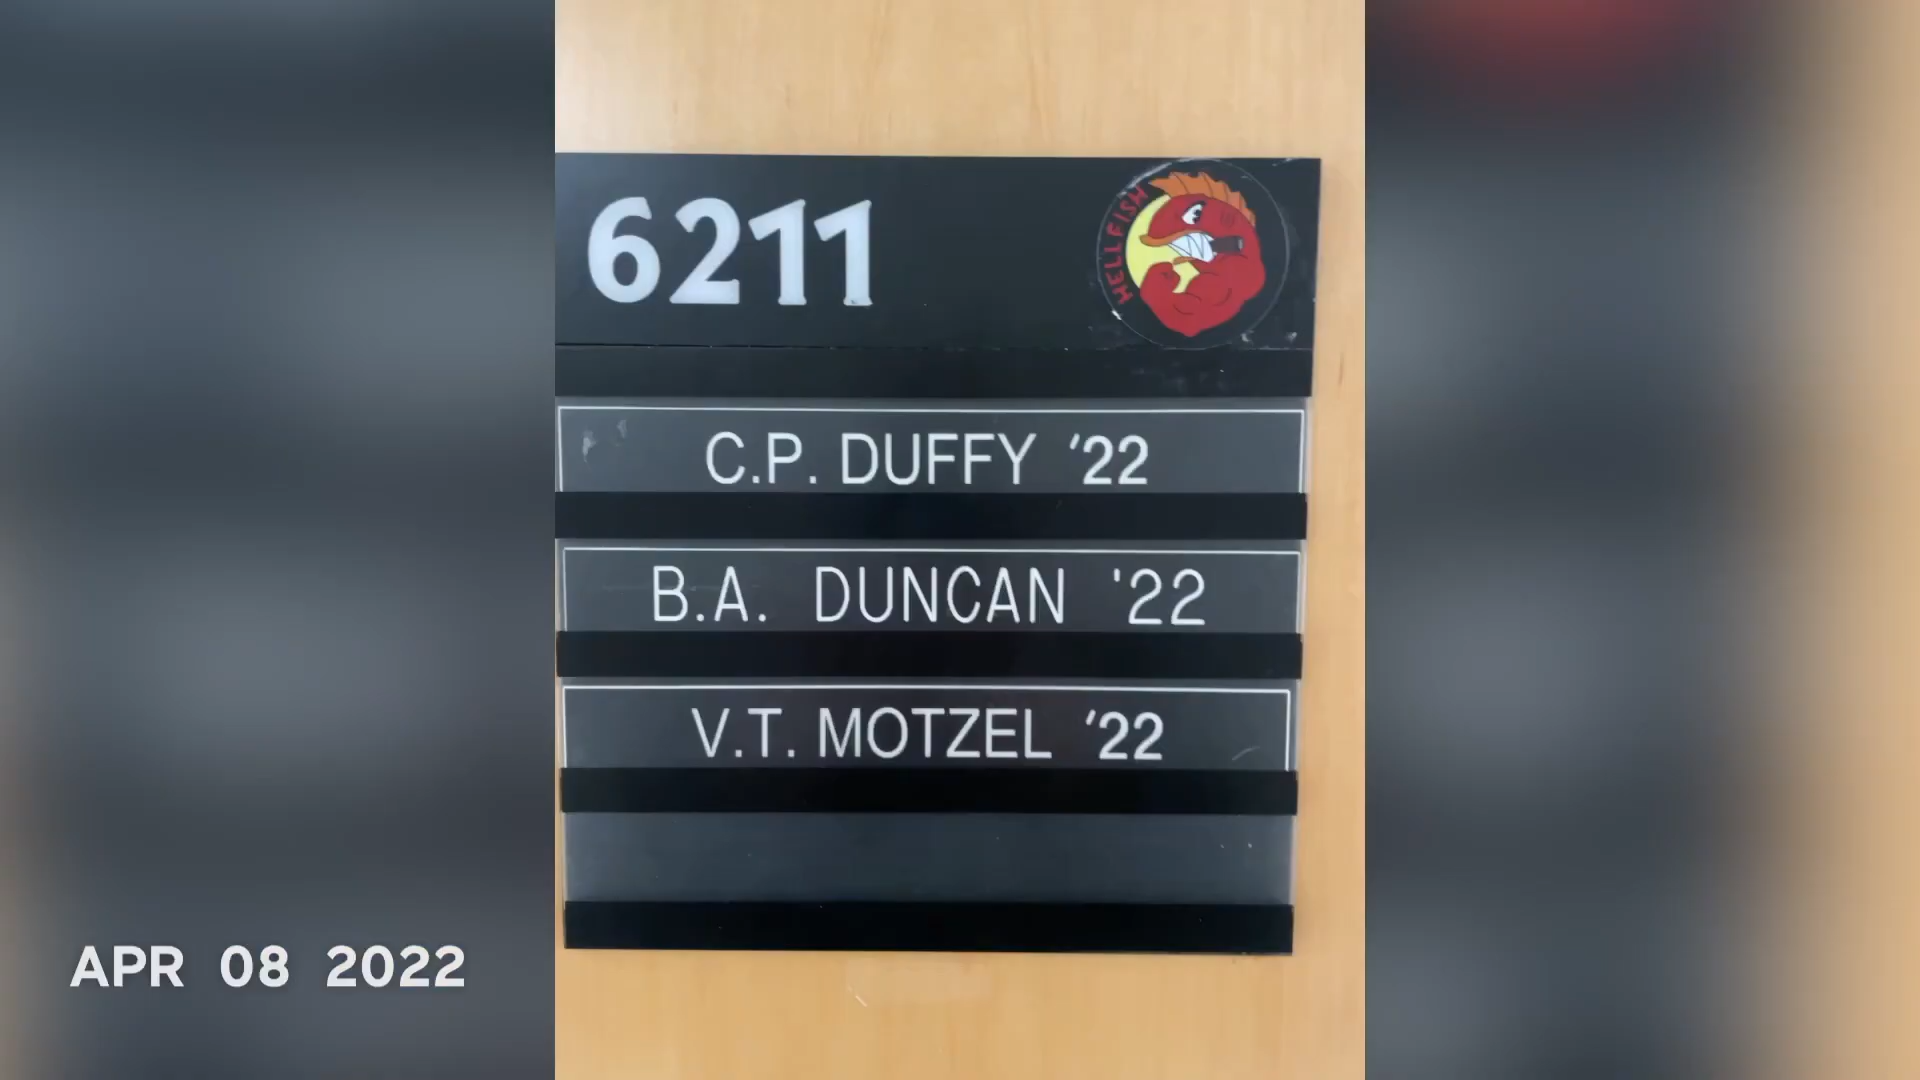 6211
HELLFISH
C.P. DUFFY '22
B.A. DUNCAN '22
V.T. MOTZEL '22
APR 08 2022